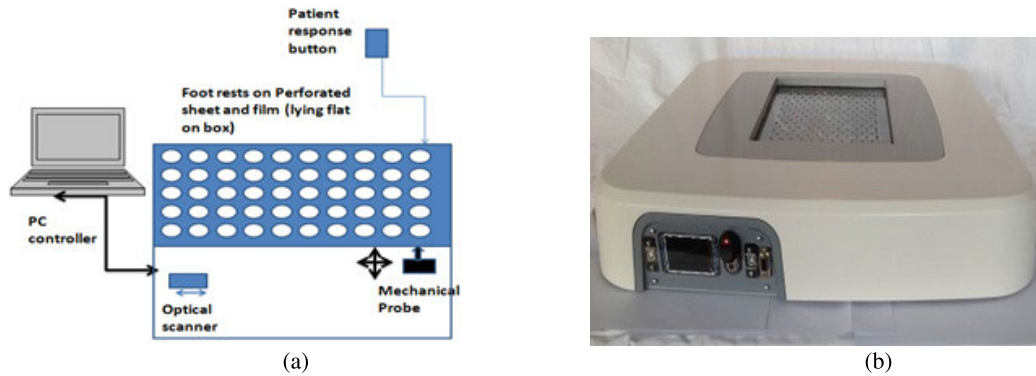 Patient
response
button
Foot rests on Perforated
sheet and film (lying flat
on box)
PC
controller
Optical
scanner
Mechanical
Probe
(a)
(b)